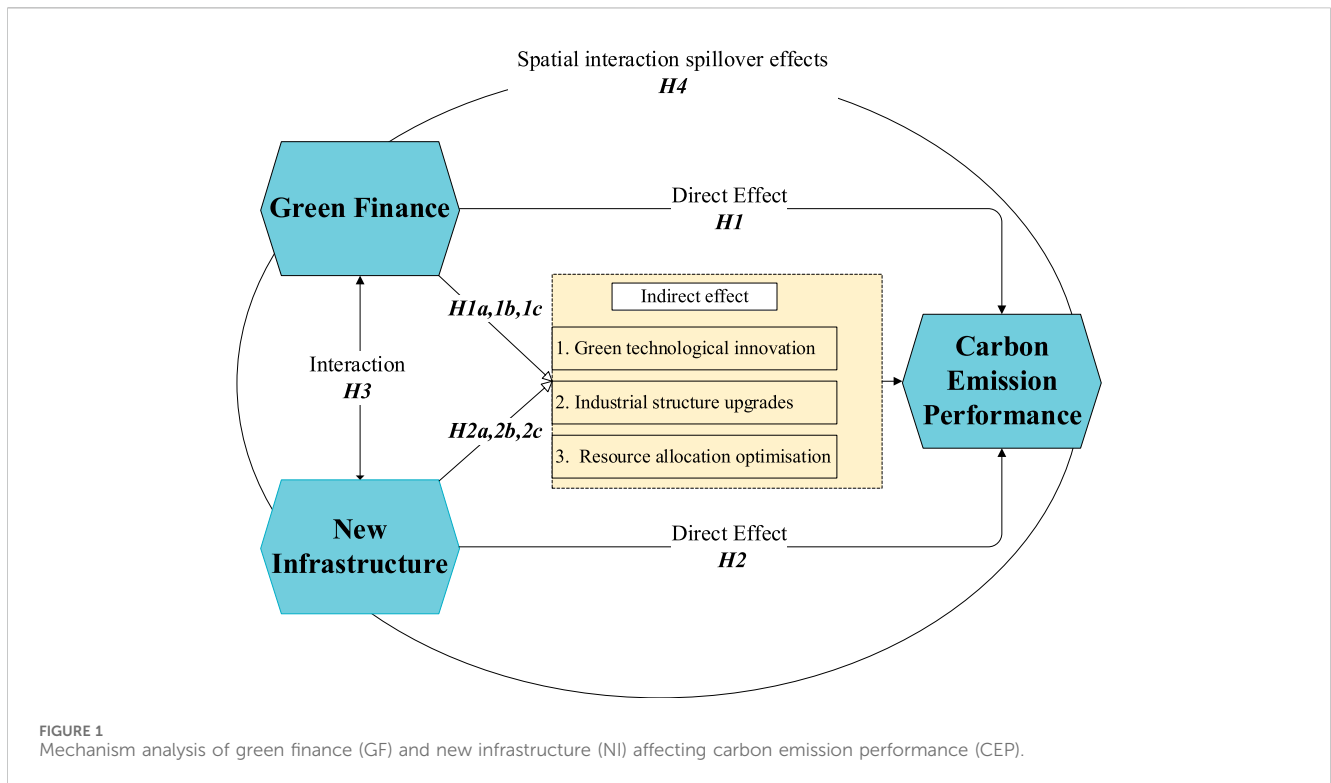 Spatial interaction spillover effects
H4
Green Finance
Direct Effect
H1
H1a,1b,1c
Indirect effect
1. Green technological innovation
2. Industrial structure upgrades
3. Resource allocation optimisation
Interaction
H3
H2a,2b,2c
Carbon
Emission
Performance
New
Infrastructure
Direct Effect
H2
FIGURE 1
Mechanism analysis of green finance (GF) and new infrastructure (NI) affecting carbon emission performance (CEP).